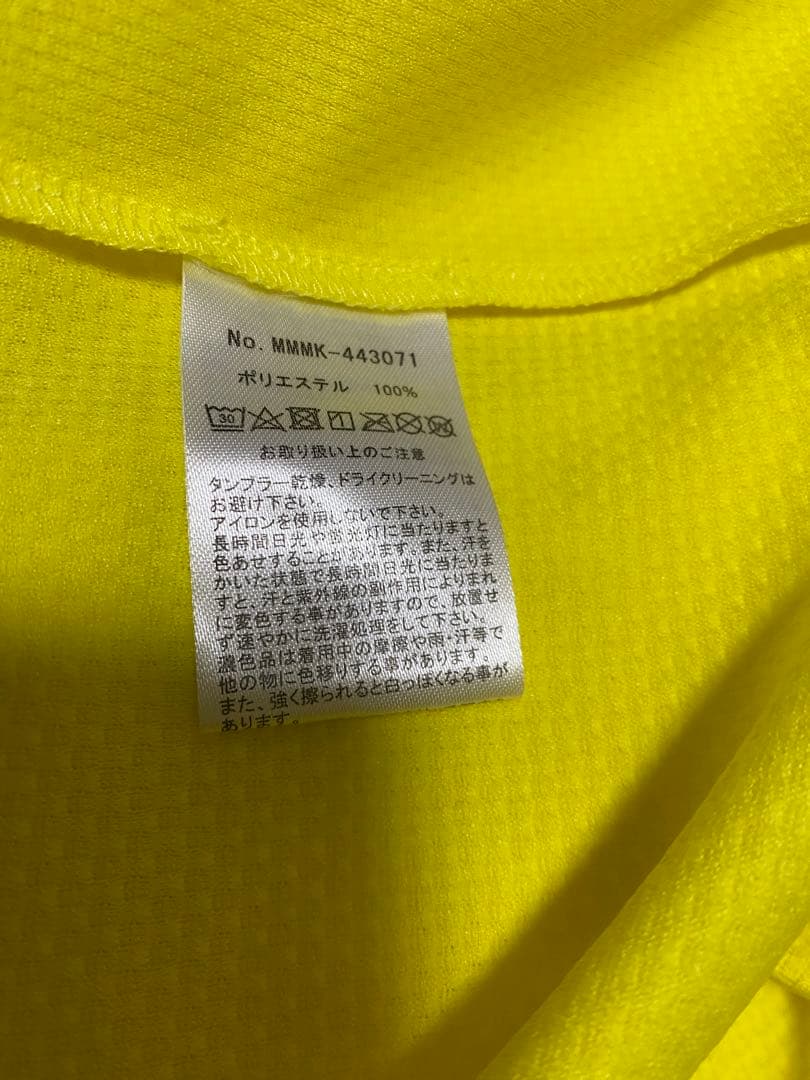 No. MMMK-443071
ポリエステル 100%
30
お取り扱い上のご注意
タンブラー乾燥、ドライクリーニングは
お避け下さい。
アイロンを使用しないで下さい。
長時間日光や蛍光灯に当たりますと
色あせすることがあります。また、汗を
かいた状態で長時間日光に当たりま
すと、汗と紫外線の副作用によりまれ
に変色する事がありますので、放置せ
ず速やかに洗濯処理をして下さい。
濃色品は着用中の摩擦や雨・汗等で
他の物に色移りする事があります。
また、強く擦られると白っぽくなる事が
あります。